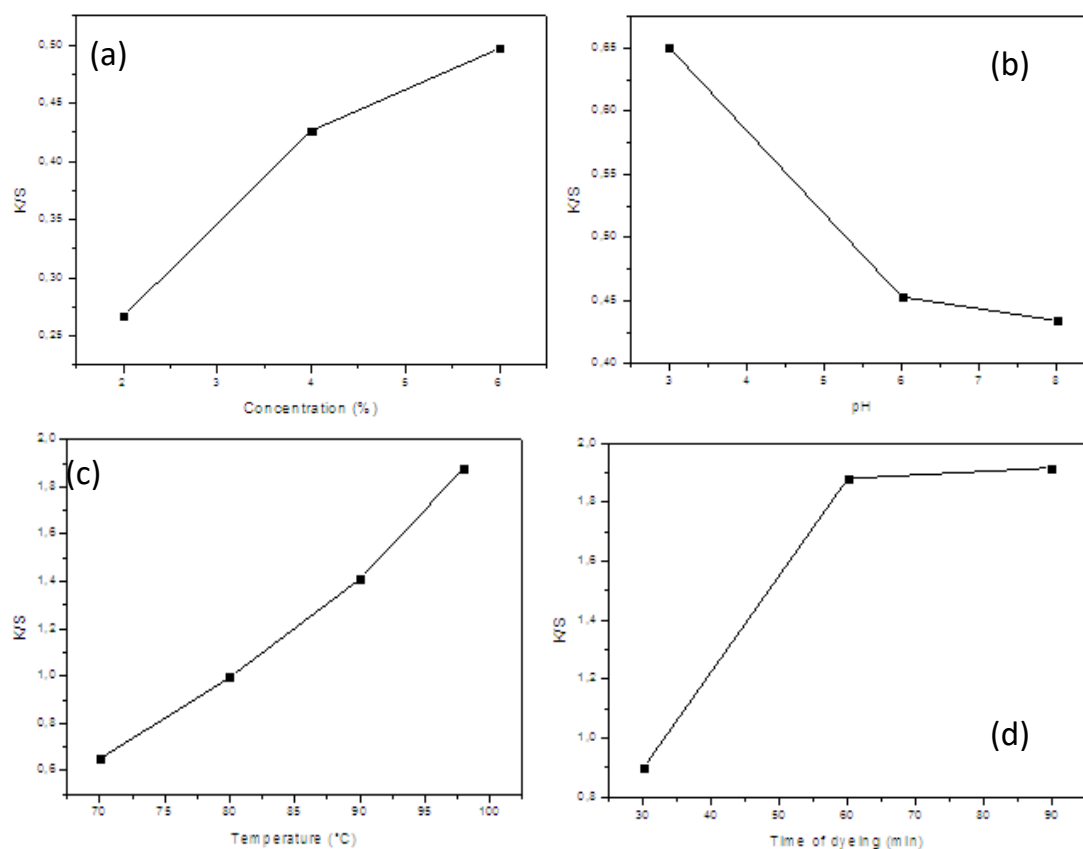 (a)
0,50
0,45
0,40
0,35
0,30
0,25
K/S
2 3 4 5 6
Concentration (%)
(b)
0,65
0,60
0,55
0,50
0,45
0,40
K/S
3 4 5 6 7 8
pH
(c)
2,0
1,8
1,6
1,4
1,2
1,0
0,8
0,6
K/S
70 75 80 85 90 95 100
Temperature (°C)
2,0
1,8
1,6
1,4
1,2
1,0
0,8
K/S
(d)
30 40 50 60 70 80 90
Time of dyeing (min)